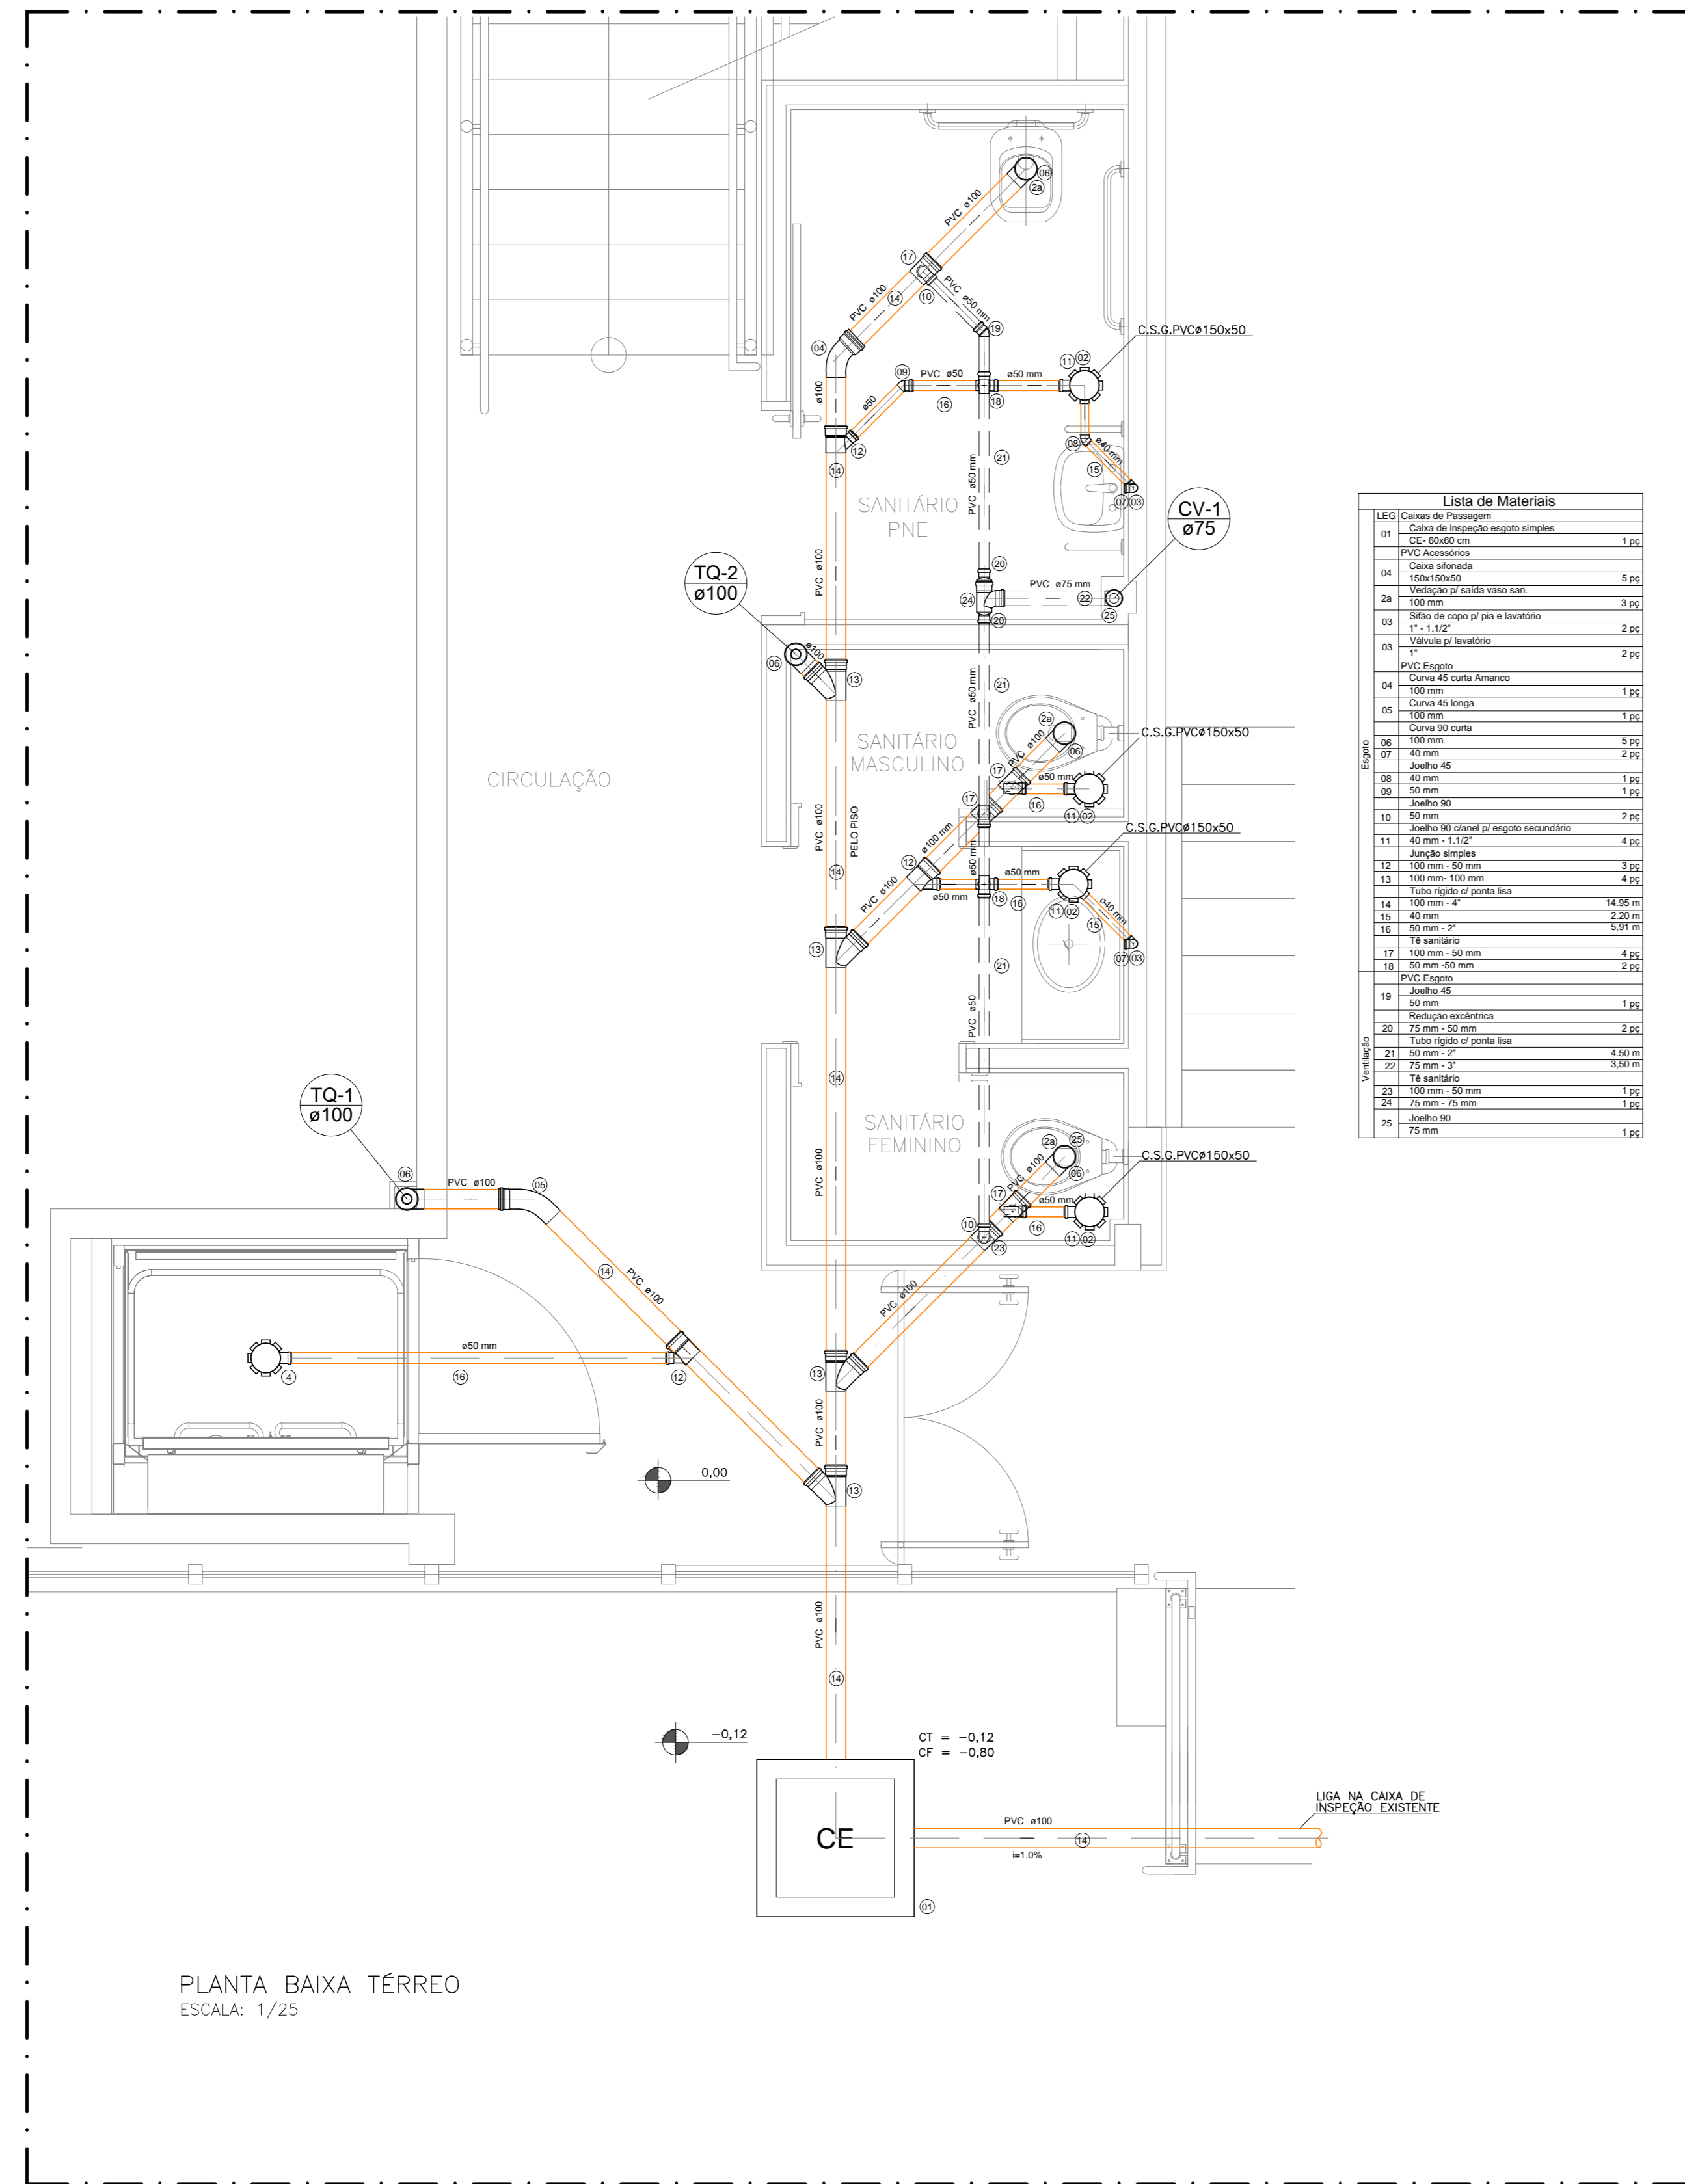 PVC ø100
06
2a
17
PVC ø100
14
10
PVC ø50 mm
19
C.S.G.PVCø150x50
04
09
PVC ø50
ø50 mm
11 02
16
18
ø100
ø50
12
14
08
ø40 mm
15
07 03
21
PVC ø50 mm
SANITÁRIO
PNE
CV-1
ø75
TQ-2
ø100
PVC ø100
20
PVC ø75 mm
24
22
25
20
06
ø100
13
PVC ø50 mm
21
2a
PVC ø100
06
C.S.G.PVCø150x50
SANITÁRIO
MASCULINO
CIRCULAÇÃO
17
ø50 mm
16
11 02
17
PVC ø100
PELO PISO
14
ø100 mm
12
ø50 mm
C.S.G.PVCø150x50
ø50 mm
PVC ø100
ø50 mm
18
16
11 02
ø40 mm
15
07 03
13
21
PVC ø50
14
TQ-1
ø100
SANITÁRIO
FEMININO
PVC ø100
2a
25
PVC ø100
06
C.S.G.PVCø150x50
17
ø50 mm
16
11 02
10
23
06
PVC ø100
05
14
PVC ø100
PVC ø100
ø50 mm
4
16
12
13
PVC ø100
0,00
13
PVC ø100
14
-0,12
CT = -0,12
CF = -0,80
CE
01
PVC ø100
14
i=1.0%
LIGA NA CAIXA DE
INSPEÇÃO EXISTENTE
PLANTA BAIXA TÉRREO
ESCALA: 1/25
Lista de Materiais
Esgoto
LEG Caixas de Passagem
01 Caixa de inspeção esgoto simples
CE- 60x60 cm 1 pç
PVC Acessórios
04 Caixa sifonada
150x150x50 5 pç
2a Vedação p/ saída vaso san.
100 mm 3 pç
03 Sifão de copo p/ pia e lavatório
1" - 1.1/2" 2 pç
03 Válvula p/ lavatório
1" 2 pç
PVC Esgoto
04 Curva 45 curta Amanco
100 mm 1 pç
05 Curva 45 longa
100 mm 1 pç
Curva 90 curta
06 100 mm 5 pç
07 40 mm 2 pç
Joelho 45
08 40 mm 1 pç
09 50 mm 1 pç
Joelho 90
10 50 mm 2 pç
Joelho 90 c/anel p/ esgoto secundário
11 40 mm - 1.1/2" 4 pç
Junção simples
12 100 mm - 50 mm 3 pç
13 100 mm- 100 mm 4 pç
Tubo rígido c/ ponta lisa
14 100 mm - 4" 14.95 m
15 40 mm 2.20 m
16 50 mm - 2" 5,91 m
Tê sanitário
17 100 mm - 50 mm 4 pç
18 50 mm -50 mm 2 pç
Ventilação
PVC Esgoto
19 Joelho 45
50 mm 1 pç
Redução excêntrica
20 75 mm - 50 mm 2 pç
Tubo rígido c/ ponta lisa
21 50 mm - 2" 4.50 m
22 75 mm - 3" 3,50 m
Tê sanitário
23 100 mm - 50 mm 1 pç
24 75 mm - 75 mm 1 pç
25 Joelho 90
75 mm 1 pç